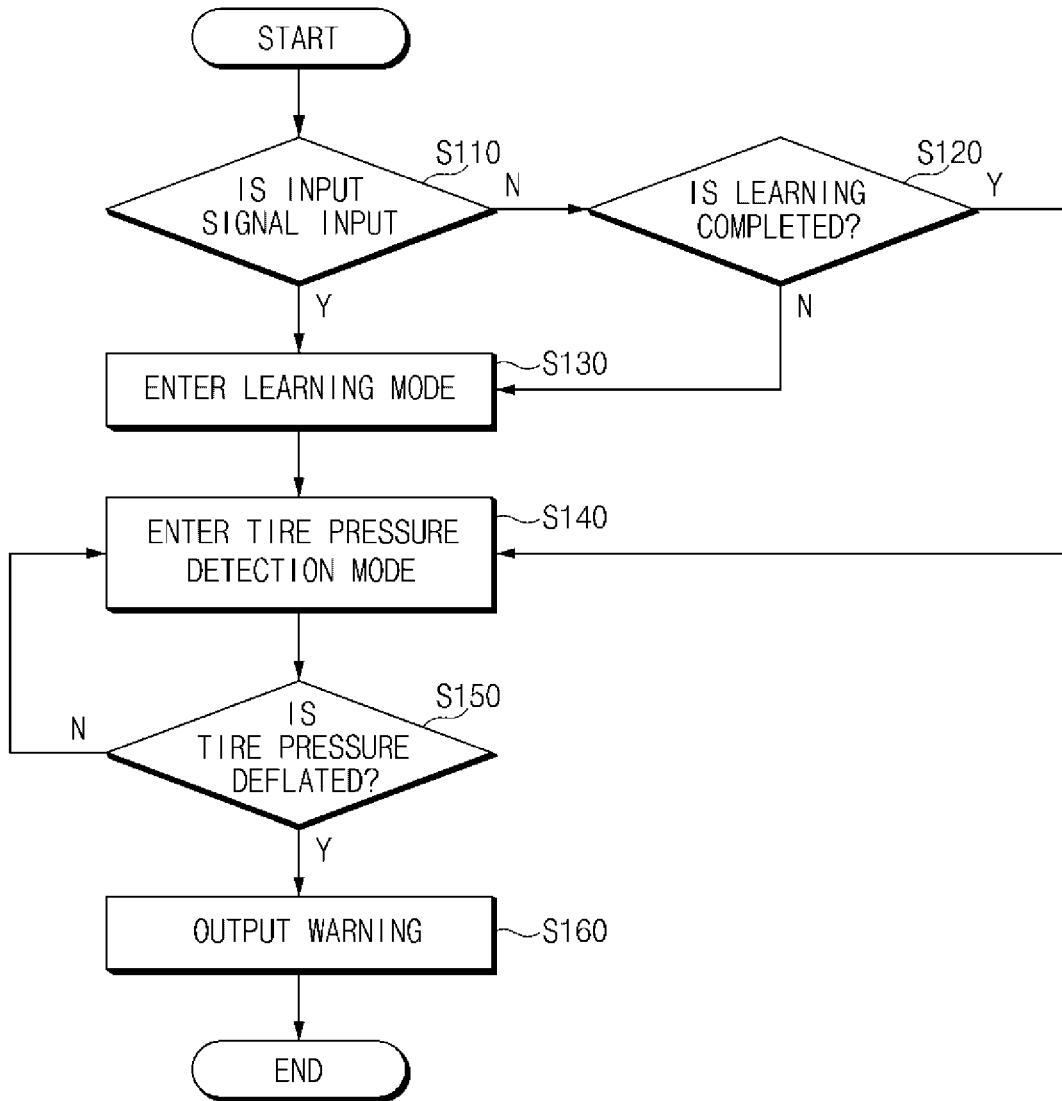 START
S110
IS INPUT
SIGNAL INPUT
N
Y
S120
IS LEARNING
COMPLETED?
Y
N
S130
ENTER LEARNING MODE
S140
ENTER TIRE PRESSURE
DETECTION MODE
S150
IS
TIRE PRESSURE
DEFLATED?
N
Y
OUTPUT WARNING
S160
END